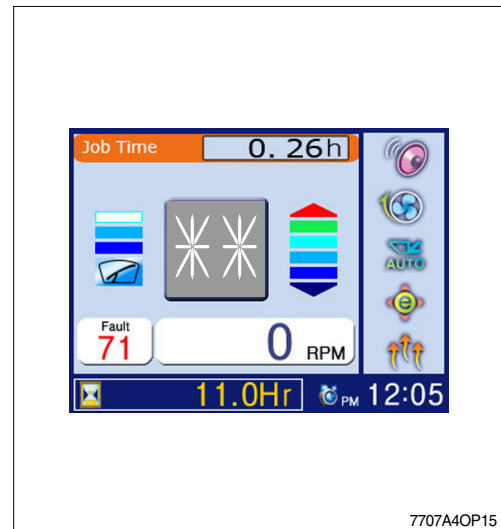 Job Time 0. 26h
AUTO
e
Fault
71
0 RPM
11.0Hr PM 12:05
7707A4OP15